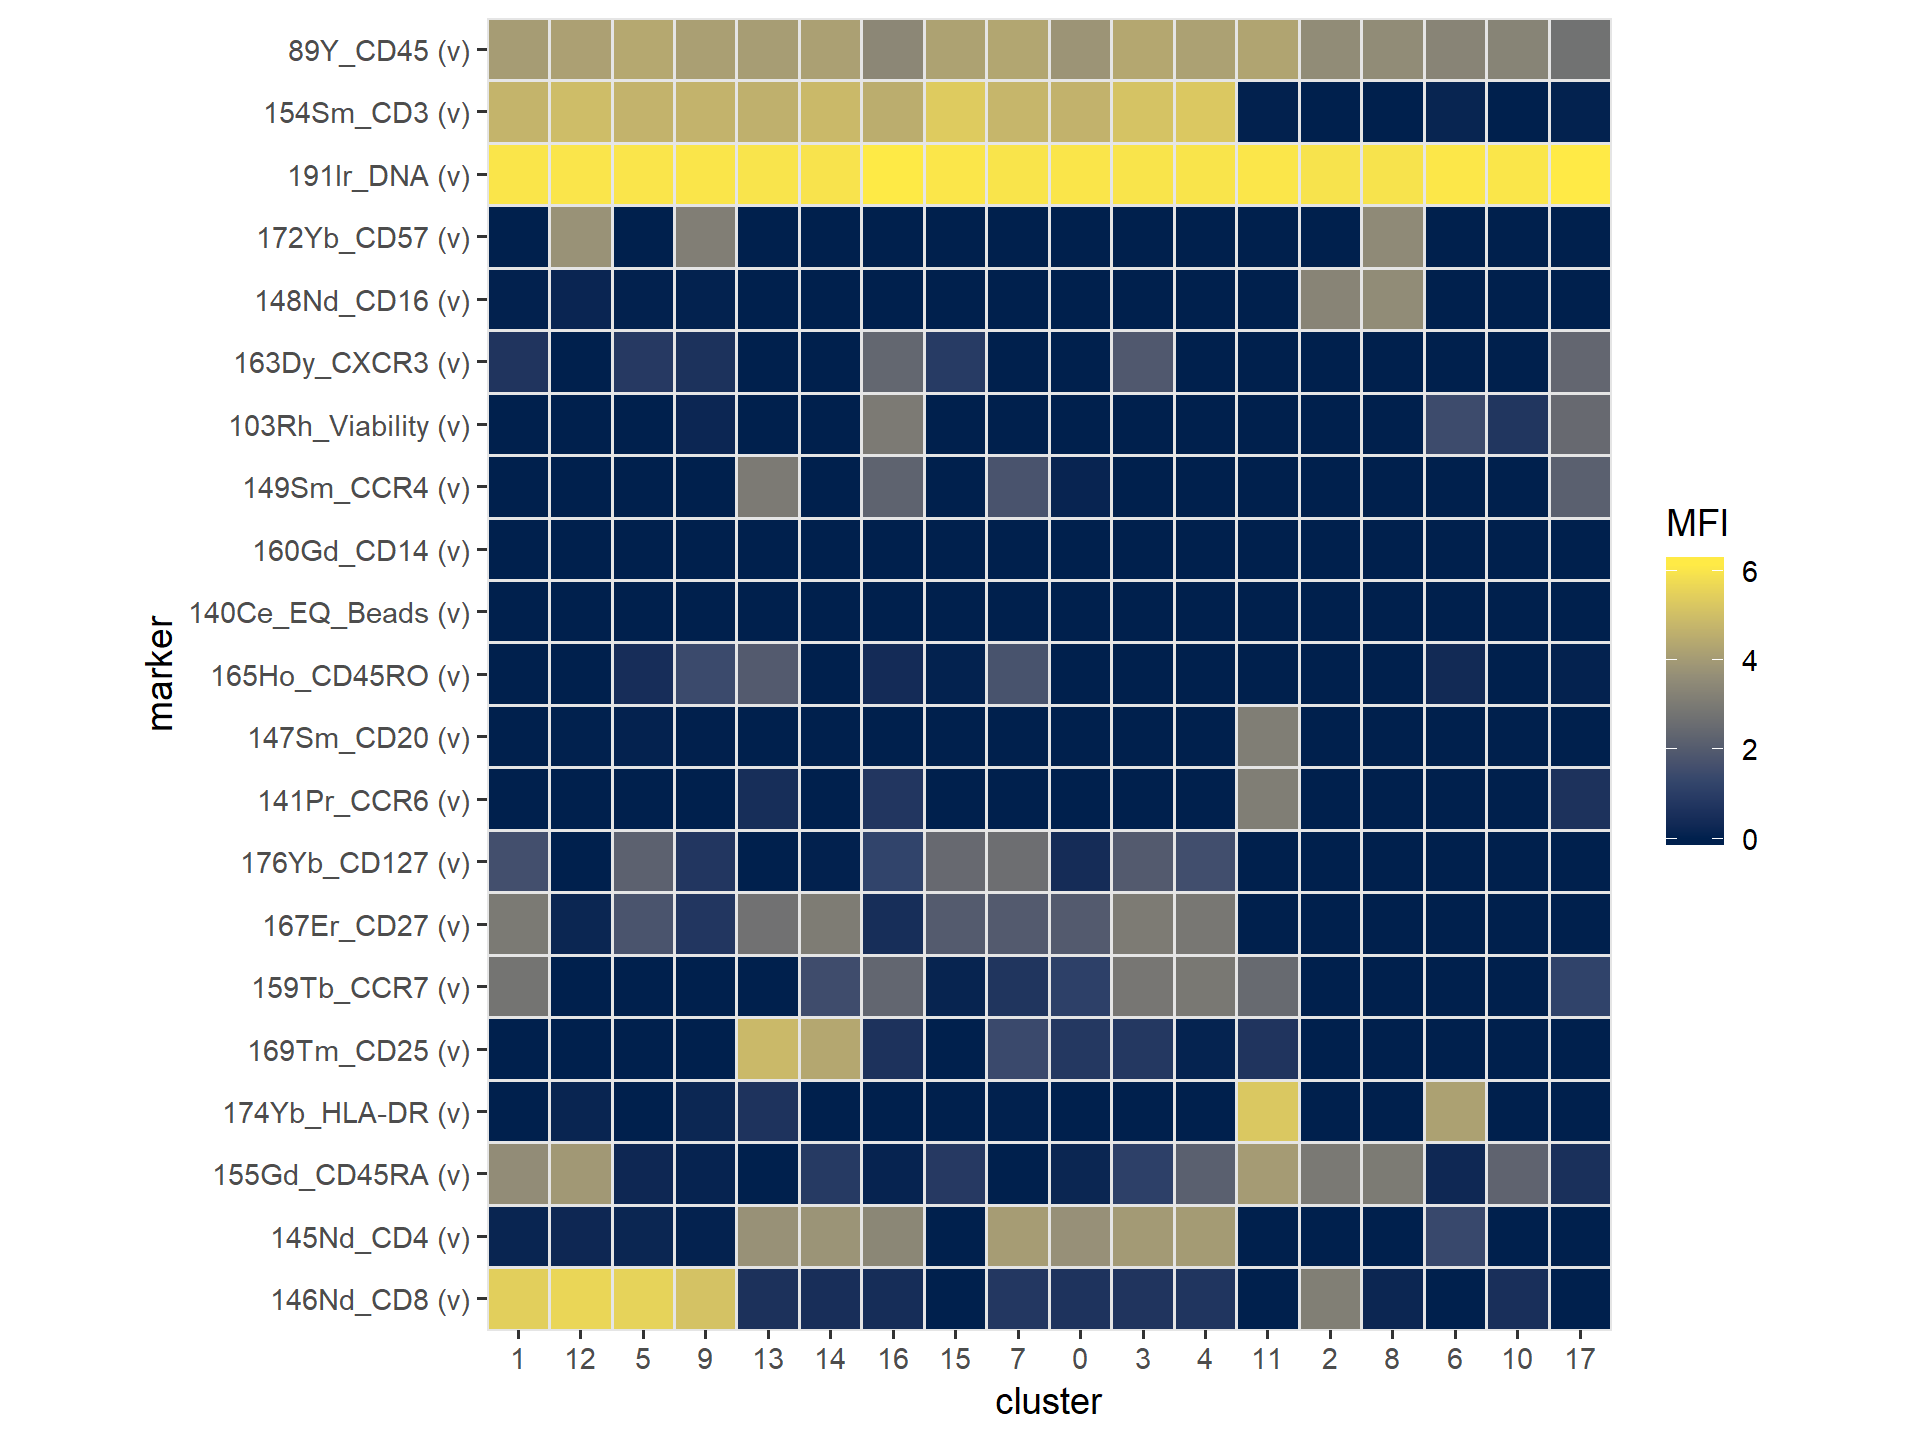 89Y_CD45 (v)
154Sm_CD3 (v)
191Ir_DNA (v)
172Yb_CD57 (v)
148Nd_CD16 (v)
163Dy_CXCR3 (v)
103Rh_Viability (v)
149Sm_CCR4 (v)
160Gd_CD14 (v)
140Ce_EQ_Beads (v)
165Ho_CD45RO (v)
147Sm_CD20 (v)
141Pr_CCR6 (v)
176Yb_CD127 (v)
167Er_CD27 (v)
159Tb_CCR7 (v)
169Tm_CD25 (v)
174Yb_HLA-DR (v)
155Gd_CD45RA (v)
145Nd_CD4 (v)
146Nd_CD8 (v)
marker
1 12 5 9 13 14 16 15 7 0 3 4 11 2 8 6 10 17
cluster
MFI
6
4
2
0